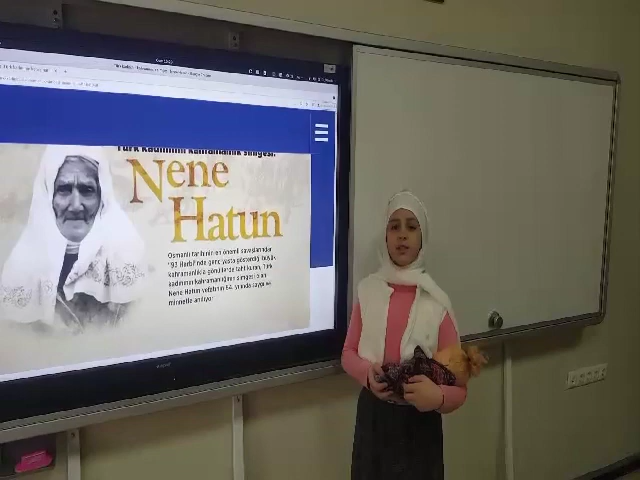 Türk kadınının kahramanlık simgesi:
Nene
Hatun
Osmanlı tarihinin en önemli savaşlarından
'93 Harbi'nde genç yaşta gösterdiği büyük
kahramanlıkla gönüllerde taht kuran, Türk
kadınının kahramanlığının simgesi olan
Nene Hatun vefatının 64. yılında saygı ve
minnetle anılıyor